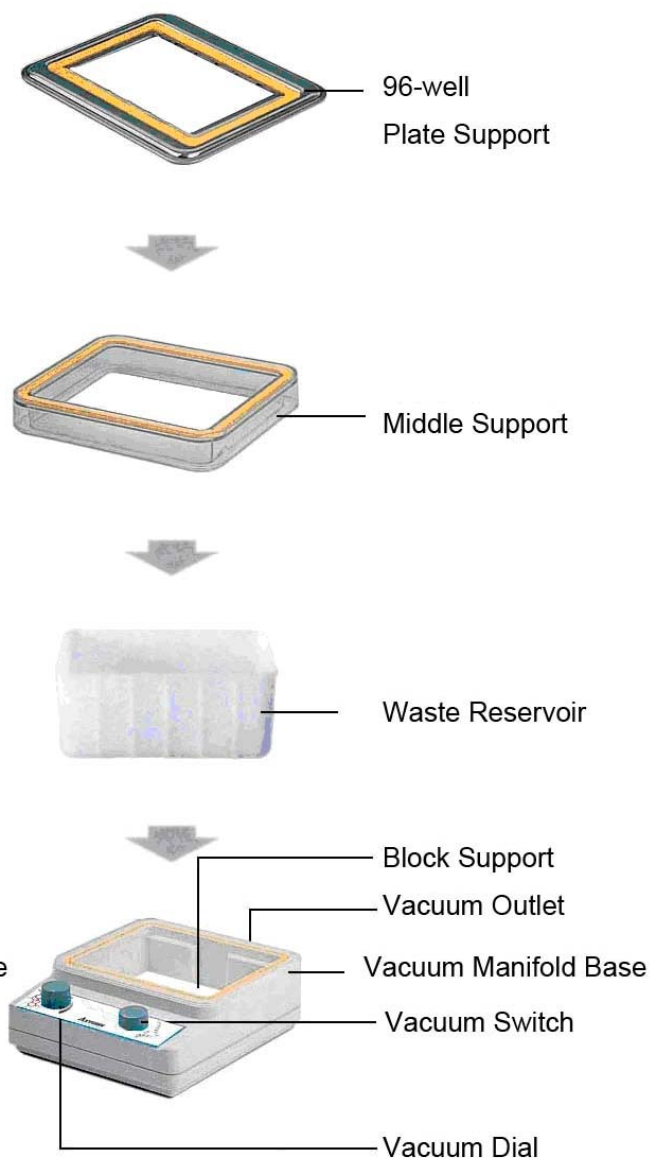 96-well
Plate Support
Middle Support
Waste Reservoir
Block Support
Vacuum Outlet
e
Vacuum Manifold Base
Vacuum Switch
Vacuum Dial